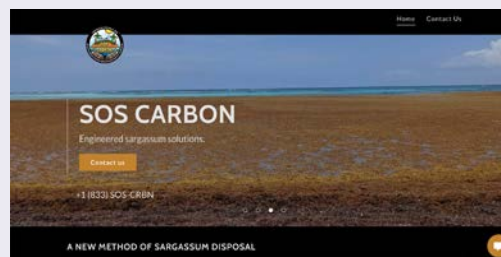 Home Contact Us
SOS CARBON
Engineered sargassum solutions.
Contact us
+1 (833) SOS-CRBN
A NEW METHOD OF SARGASSUM DISPOSAL